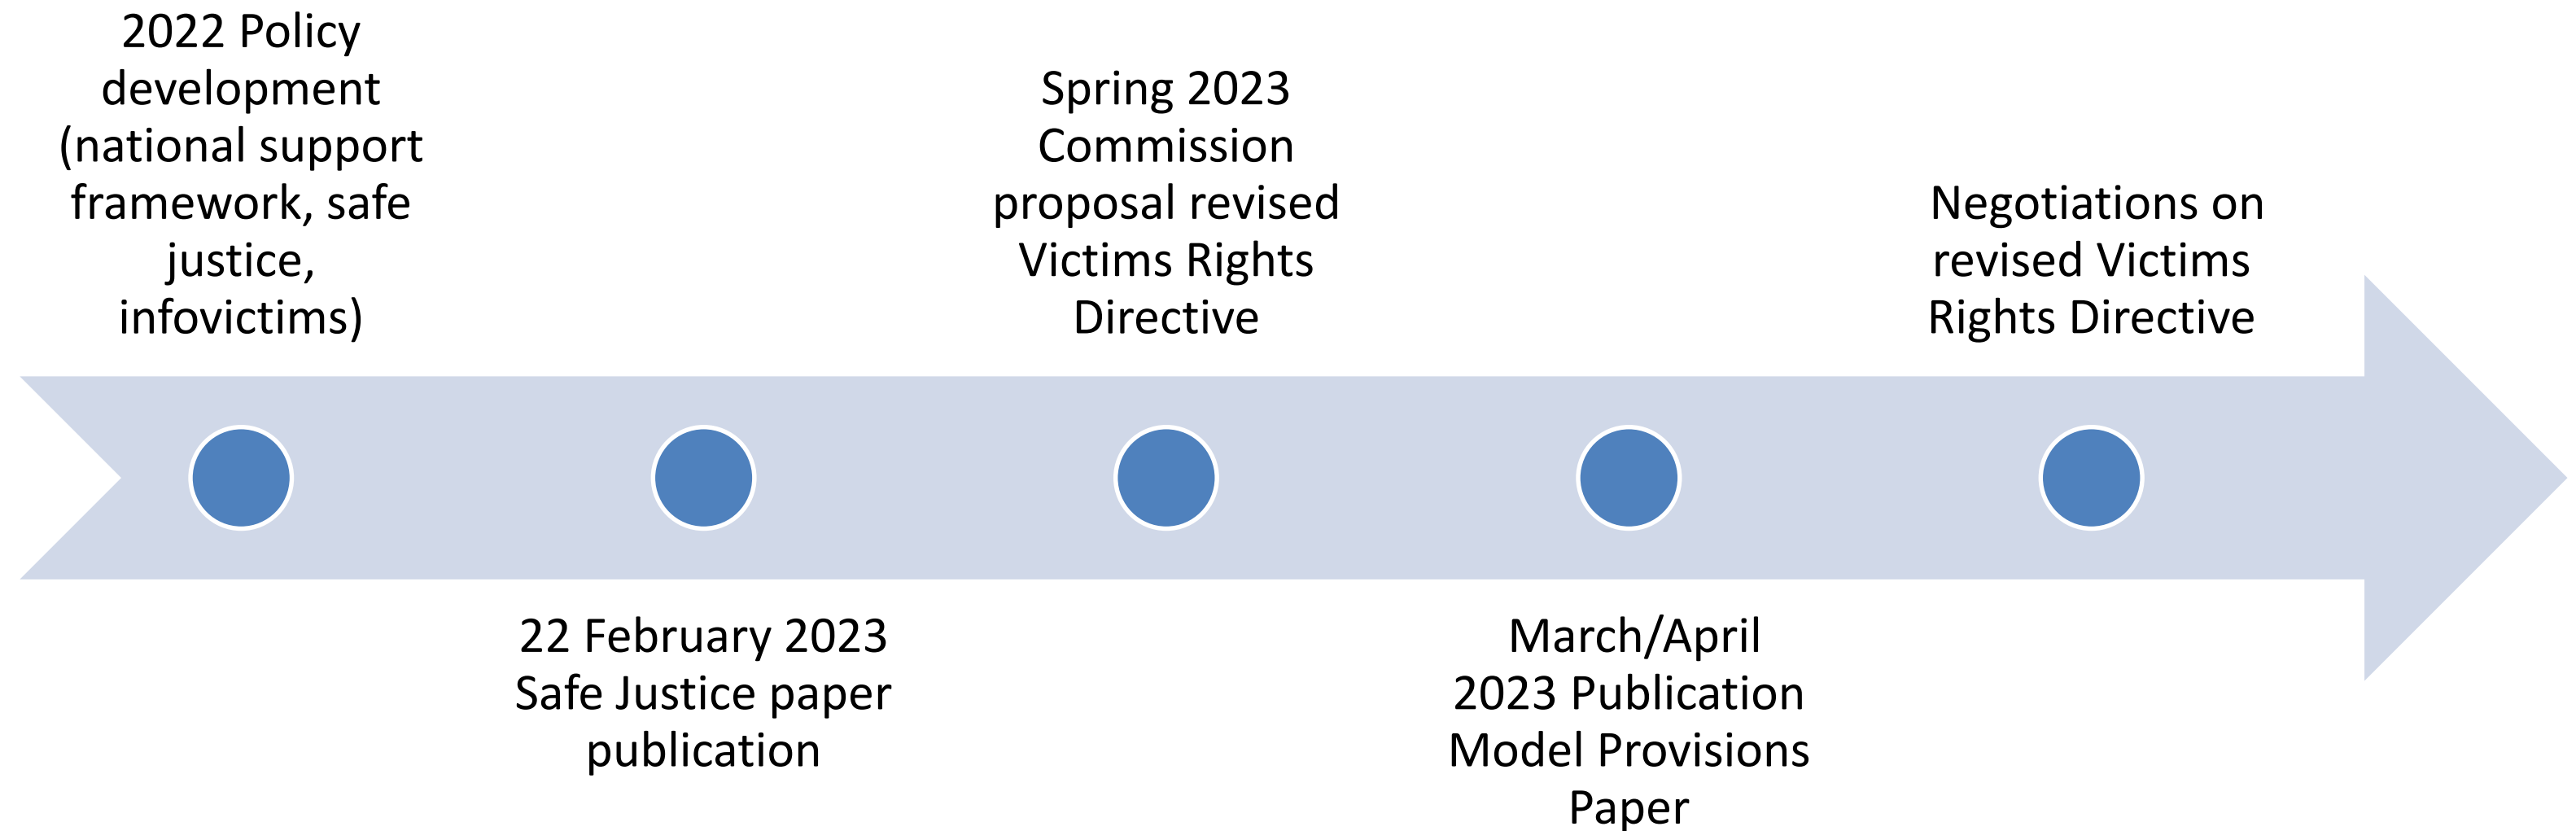 2022 Policy
development
(national support
framework, safe
justice,
infovictims)
22 February 2023
Safe Justice paper
publication
Spring 2023
Commission
proposal revised
Victims Rights
Directive
March/April
2023 Publication
Model Provisions
Paper
Negotiations on
revised Victims
Rights Directive